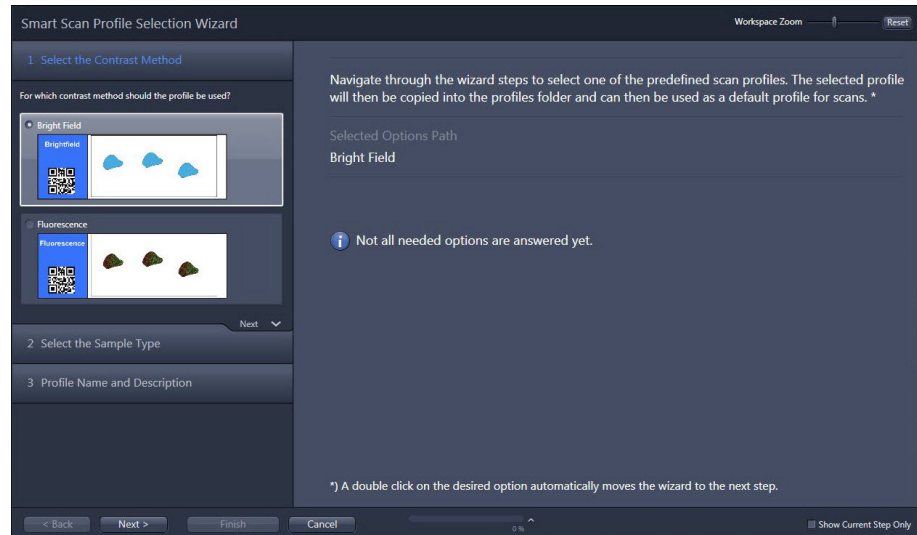 Smart Scan Profile Selection Wizard
Workspace Zoom
Reset
1 Select the Contrast Method
For which contrast method should the profile be used?
Bright Field
Brightfield
Fluorescence
Fluorescence
Next
2 Select the Sample Type
3 Profile Name and Description
Navigate through the wizard steps to select one of the predefined scan profiles. The selected profile
will then be copied into the profiles folder and can then be used as a default profile for scans. *
Selected Options Path
Bright Field
Not all needed options are answered yet.
*) A double click on the desired option automatically moves the wizard to the next step.
< Back
Next >
Finish
Cancel
0 %
Show Current Step Only